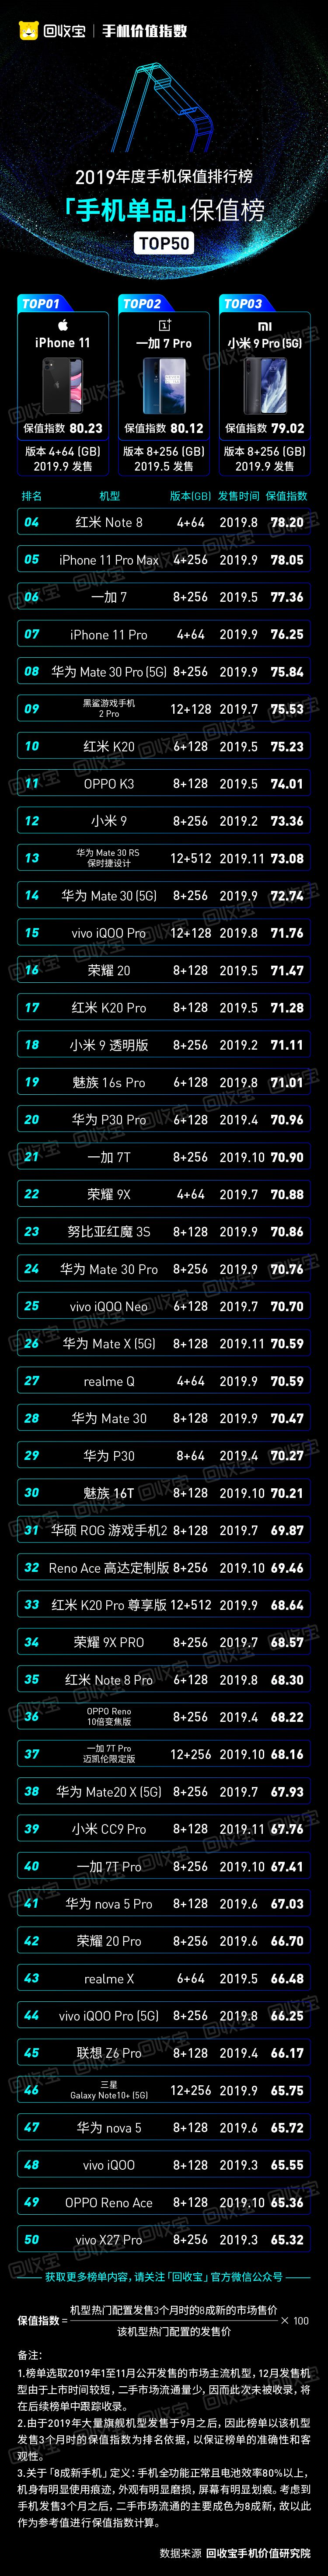 回收宝 | 手机价值指数
2019年度手机保值排行榜
「手机单品」保值榜
TOP50
TOP01 TOP02 TOP03
iPhone 11 一加 7 Pro 小米 9 Pro (5G)
保值指数 80.23 保值指数 80.12 保值指数 79.02
版本 4+64 (GB) 版本 8+256 (GB) 版本 8+256 (GB)
2019.9 发售 2019.5 发售 2019.9 发售
排名 机型 版本(GB) 发售时间 保值指数
04 红米 Note 8 4+64 2019.8 78.20
05 iPhone 11 Pro Max 4+256 2019.9 78.05
06 一加 7 8+256 2019.5 77.36
07 iPhone 11 Pro 4+64 2019.9 76.25
08 华为 Mate 30 Pro (5G) 8+256 2019.9 75.84
09 黑鲨游戏手机 2 Pro 12+128 2019.7 75.53
10 红米 K20 6+128 2019.5 75.23
11 OPPO K3 8+128 2019.5 74.01
12 小米 9 8+256 2019.2 73.36
13 华为 Mate 30 RS 保时捷设计 12+512 2019.11 73.08
14 华为 Mate 30 (5G) 8+256 2019.9 72.74
15 vivo iQOO Pro 12+128 2019.8 71.76
16 荣耀 20 8+128 2019.5 71.47
17 红米 K20 Pro 8+128 2019.5 71.28
18 小米 9 透明版 8+256 2019.2 71.11
19 魅族 16s Pro 6+128 2019.8 71.01
20 华为 P30 Pro 6+128 2019.4 70.96
21 一加 7T 8+256 2019.10 70.90
22 荣耀 9X 4+64 2019.7 70.88
23 努比亚红魔 3S 8+128 2019.9 70.86
24 华为 Mate 30 Pro 8+256 2019.9 70.76
25 vivo iQOO Neo 6+128 2019.7 70.70
26 华为 Mate X (5G) 8+128 2019.11 70.59
27 realme Q 4+64 2019.9 70.59
28 华为 Mate 30 8+128 2019.9 70.47
29 华为 P30 8+64 2019.4 70.27
30 魅族 16T 8+128 2019.10 70.21
31 华硕 ROG 游戏手机2 8+128 2019.7 69.87
32 Reno Ace 高达定制版 8+256 2019.10 69.46
33 红米 K20 Pro 尊享版 12+512 2019.9 68.64
34 荣耀 9X PRO 8+256 2019.7 68.57
35 红米 Note 8 Pro 6+128 2019.8 68.30
36 OPPO Reno 10倍变焦版 8+256 2019.4 68.22
37 一加 7T Pro 迈凯伦限定版 12+256 2019.10 68.16
38 华为 Mate20 X (5G) 8+256 2019.7 67.93
39 小米 CC9 Pro 8+128 2019.11 67.76
40 一加 7T Pro 8+256 2019.10 67.41
41 华为 nova 5 Pro 8+128 2019.6 67.03
42 荣耀 20 Pro 8+256 2019.6 66.70
43 realme X 6+64 2019.5 66.48
44 vivo iQOO Pro (5G) 8+256 2019.8 66.25
45 联想 Z6 Pro 8+128 2019.4 66.17
46 三星 Galaxy Note10+ (5G) 12+256 2019.9 65.75
47 华为 nova 5 8+128 2019.6 65.72
48 vivo iQOO 8+128 2019.3 65.55
49 OPPO Reno Ace 8+128 2019.10 65.36
50 vivo X27 Pro 8+256 2019.3 65.32
获取更多榜单内容，请关注「回收宝」官方微信公众号
机型热门配置发售3个月时的8成新的市场售价
保值指数 = × 100
该机型热门配置的发售价
备注：
1.榜单选取2019年1至11月公开发售的市场主流机型，12月发售机
型由于上市时间较短，二手市场流通量少，因而此次未被收录，将
在后续榜单中跟踪收录。
2.由于2019年大量旗舰机型发售于9月之后，因此榜单以该机型
发售3个月时的保值指数为排名依据，以保证榜单的准确性和客
观性。
3.关于「8成新手机」定义：手机全功能正常且电池效率80%以上，
机身有明显使用痕迹，外观有明显磨损，屏幕有明显划痕。考虑到
手机发售3个月之后，二手市场流通的主要成色为8成新，故以此
作为参考值进行保值指数计算。
数据来源 回收宝手机价值研究院